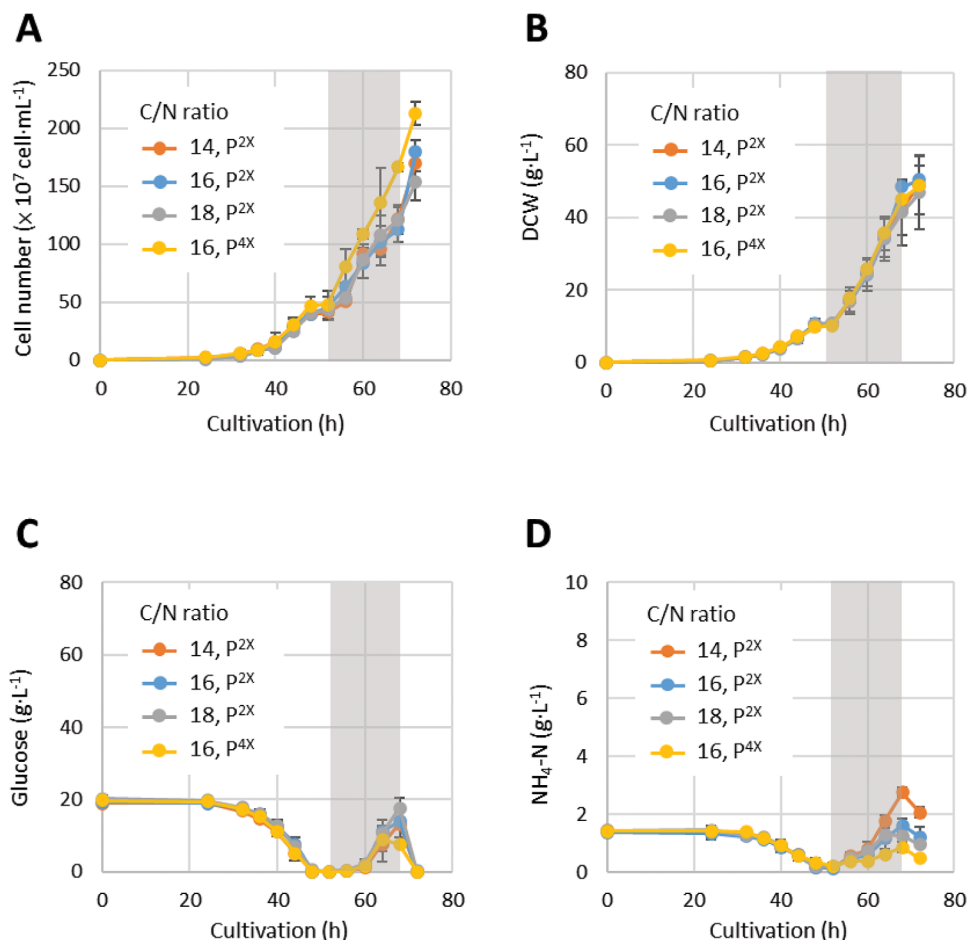 A
Cell number (× 10⁷ cell·mL⁻¹)
250
200
150
100
50
0
C/N ratio
14, P²ˣ
16, P²ˣ
18, P²ˣ
16, P⁴ˣ
0 20 40 60 80
Cultivation (h)
B
DCW (g·L⁻¹)
80
60
40
20
0
C/N ratio
14, P²ˣ
16, P²ˣ
18, P²ˣ
16, P⁴ˣ
0 20 40 60 80
Cultivation (h)
C
Glucose (g·L⁻¹)
80
60
40
20
0
C/N ratio
14, P²ˣ
16, P²ˣ
18, P²ˣ
16, P⁴ˣ
0 20 40 60 80
Cultivation (h)
D
NH₄-N (g·L⁻¹)
10
8
6
4
2
0
C/N ratio
14, P²ˣ
16, P²ˣ
18, P²ˣ
16, P⁴ˣ
0 20 40 60 80
Cultivation (h)